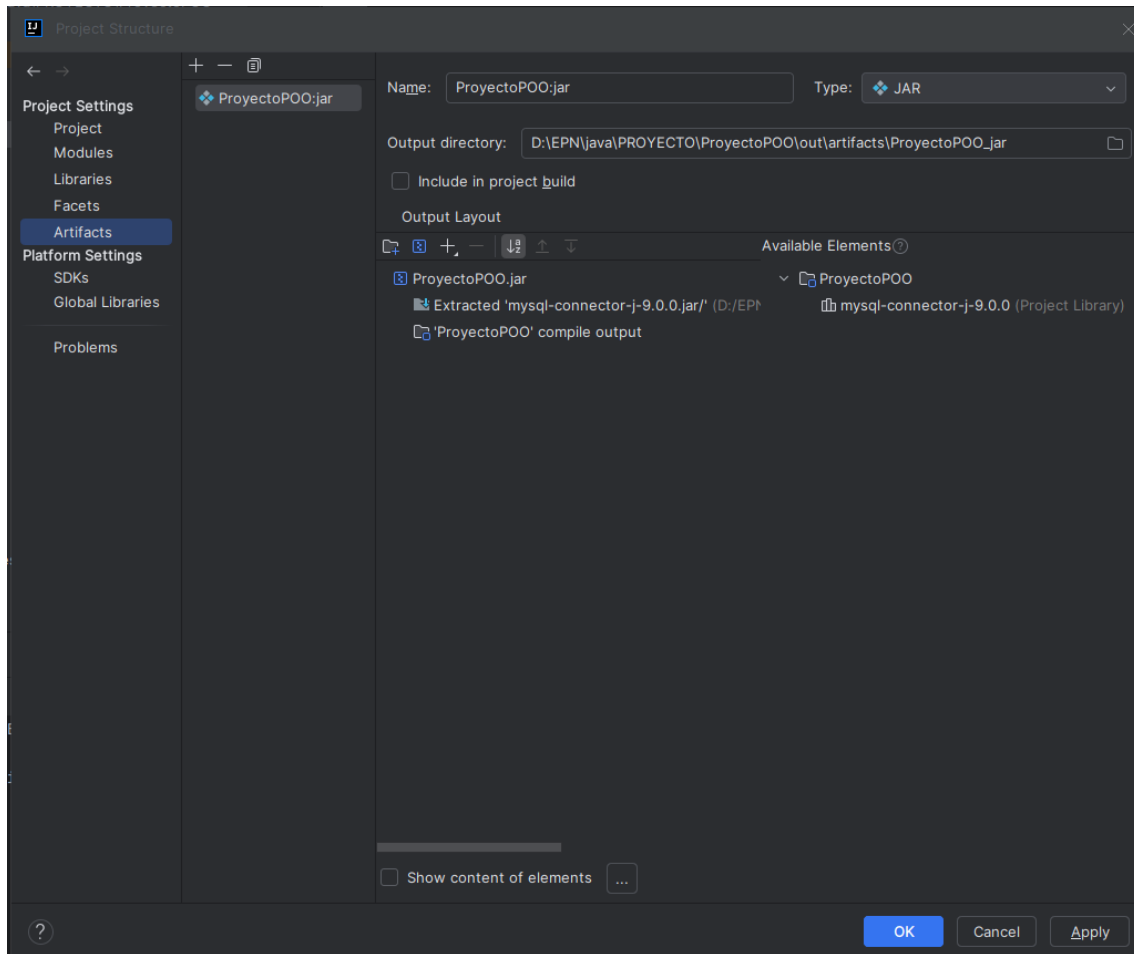 Project Structure
Project Settings
Project
Modules
Libraries
Facets
Artifacts
Platform Settings
SDKs
Global Libraries
Problems
ProyectoPOO:jar
Name: ProyectoPOO:jar Type: JAR
Output directory: D:\EPN\java\PROYECTO\ProyectoPOO\out\artifacts\ProyectoPOO_jar
Include in project build
Output Layout
Available Elements
ProyectoPOO.jar
Extracted 'mysql-connector-j-9.0.0.jar/' (D:/EPN
'ProyectoPOO' compile output
ProyectoPOO
mysql-connector-j-9.0.0 (Project Library)
Show content of elements ...
OK Cancel Apply